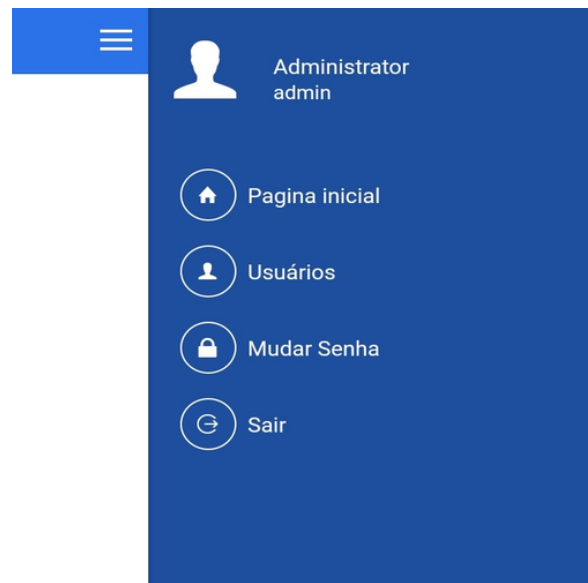 Administrator
admin
Pagina inicial
Usuários
Mudar Senha
Sair